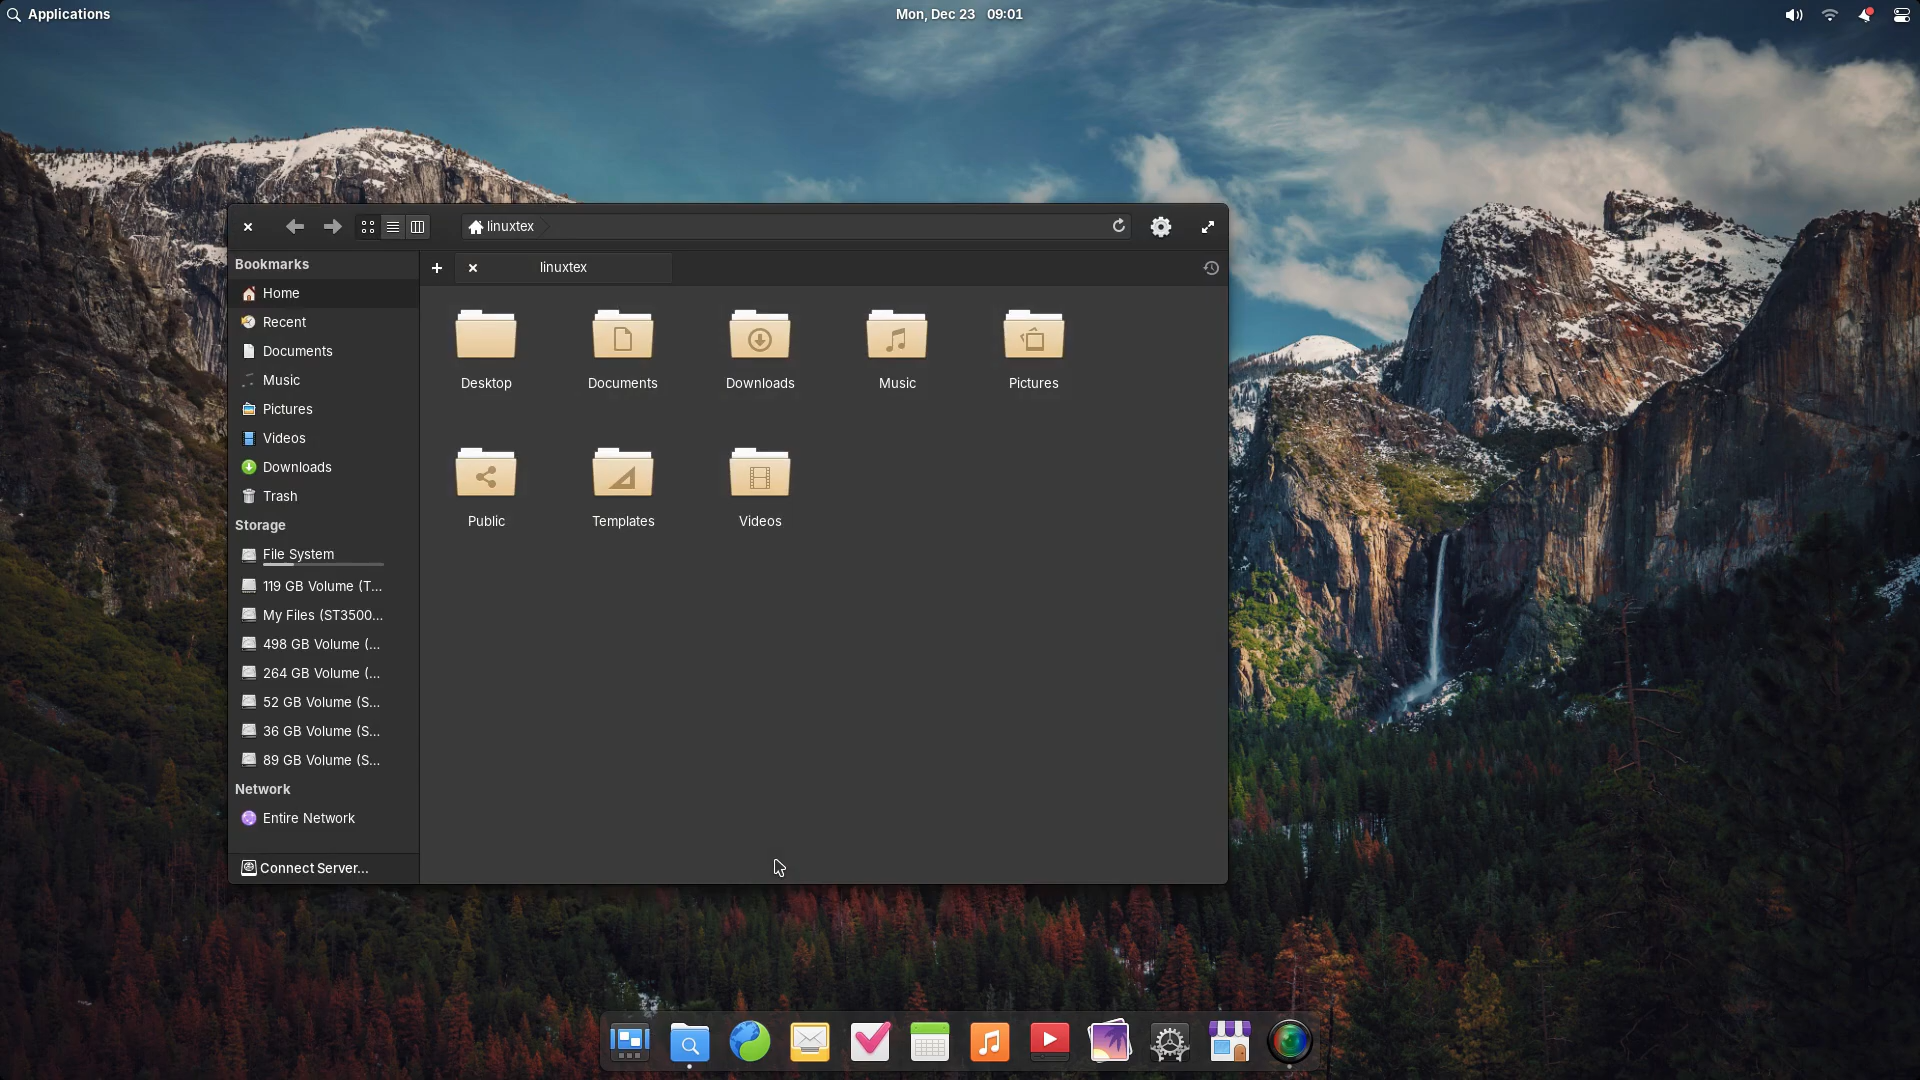 Applications
Mon, Dec 23 09:01
linuxtex
Bookmarks
linuxtex
Home
Recent
Documents
Music
Pictures
Videos
Downloads
Trash
Storage
File System
119 GB Volume (T...
My Files (ST3500...
498 GB Volume (...
264 GB Volume (...
52 GB Volume (S...
36 GB Volume (S...
89 GB Volume (S...
Network
Entire Network
Connect Server...
Desktop
Documents
Downloads
Music
Pictures
Public
Templates
Videos